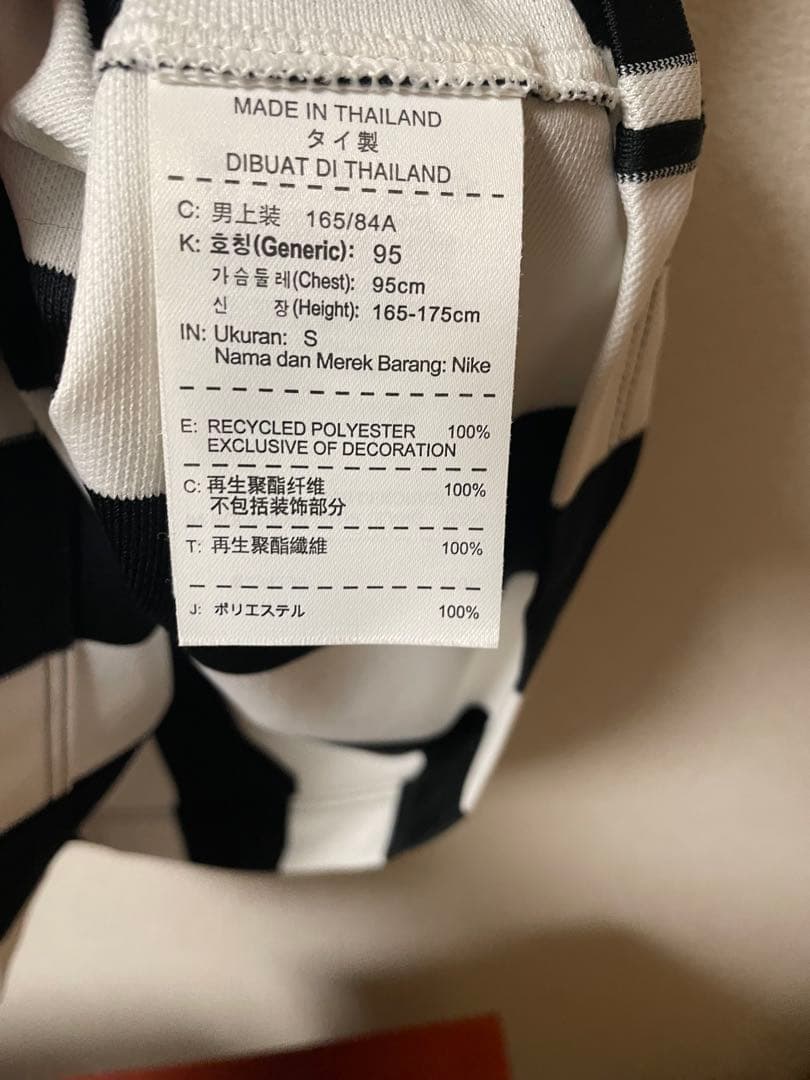 MADE IN THAILAND
タイ製
DIBUAT DI THAILAND
C: 男上装 165/84A
K: 호칭(Generic): 95
가슴둘레(Chest): 95cm
신 장(Height): 165-175cm
IN: Ukuran: S
Nama dan Merek Barang: Nike
E: RECYCLED POLYESTER 100%
EXCLUSIVE OF DECORATION
C: 再生聚酯纤维 100%
不包括装饰部分
T: 再生聚酯纖維 100%
J: ポリエステル 100%